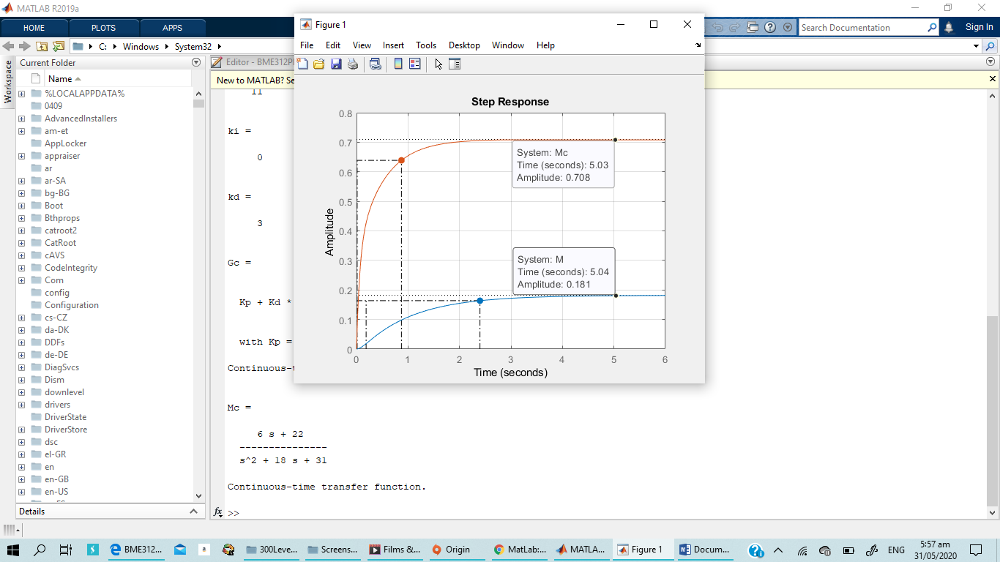 MATLAB R2019a
HOME PLOTS APPS
Search Documentation
Sign In
C: Windows System32
Current Folder
Workspace
Name
%LOCALAPPDATA%
0409
AdvancedInstallers
am-et
AppLocker
appraiser
ar
ar-SA
bg-BG
Boot
Bthprops
catroot2
CatRoot
cAVS
CodeIntegrity
Com
config
Configuration
cs-CZ
da-DK
DDFs
de-DE
DiagSvcs
Dism
downlevel
drivers
DriverState
DriverStore
dsc
el-GR
en
en-GB
en-US
Details
Editor - BME312P
New to MATLAB? Se
11
ki =
0
kd =
3
Gc =
Kp + Kd *
with Kp =
Continuous-t
Mc =
6 s + 22
---------------
s^2 + 18 s + 31
Continuous-time transfer function.
fx >>
Figure 1
File Edit View Insert Tools Desktop Window Help
Step Response
Amplitude
0.8
0.7
0.6
0.5
0.4
0.3
0.2
0.1
0
System: Mc
Time (seconds): 5.03
Amplitude: 0.708
System: M
Time (seconds): 5.04
Amplitude: 0.181
0 1 2 3 4 5 6
Time (seconds)
BME312... a 300Leve... Screens... Films &... Origin MatLab:... MATLA... Figure 1 Docum...
ENG
5:57 am
31/05/2020